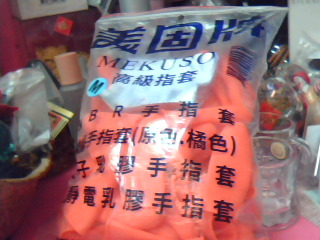 美固牌
MEKUSO
M 高級指套
BR手指套
手指套(原色.橘色)
子乳膠手指套
靜電乳膠手指套